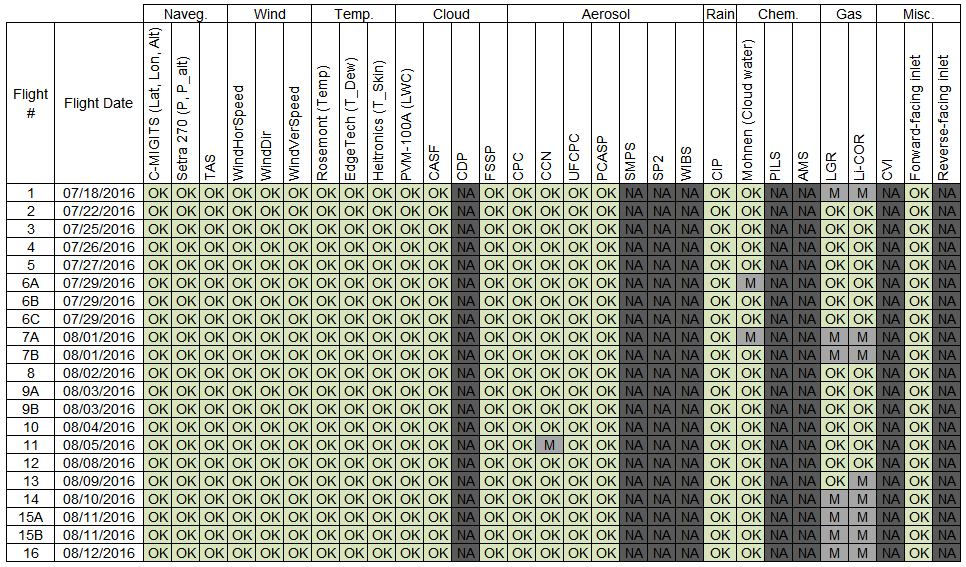 Naveg. Wind Temp. Cloud Aerosol Rain Chem. Gas Misc.
Flight # Flight Date C-MIGITS (Lat, Lon, Alt) Setra 270 (P, P_alt) TAS WindHorSpeed WindDir WindVerSpeed Rosemont (Temp) EdgeTech (T_Dew) Heitronics (T_Skin) PVM-100A (LWC) CASF CDP FSSP CPC CCN UFCPC PCASP SMPS SP2 WIBS CIP Mohnen (Cloud water) PILS AMS LGR LI-COR CVI Forward-facing inlet Reverse-facing inlet
1 07/18/2016 OK OK OK OK OK OK OK OK OK OK OK NA OK OK OK OK OK NA NA NA OK OK NA NA M M NA OK NA
2 07/22/2016 OK OK OK OK OK OK OK OK OK OK OK NA OK OK OK OK OK NA NA NA OK OK NA NA OK OK NA OK NA
3 07/25/2016 OK OK OK OK OK OK OK OK OK OK OK NA OK OK OK OK OK NA NA NA OK OK NA NA OK OK NA OK NA
4 07/26/2016 OK OK OK OK OK OK OK OK OK OK OK NA OK OK OK OK OK NA NA NA OK OK NA NA OK OK NA OK NA
5 07/27/2016 OK OK OK OK OK OK OK OK OK OK OK NA OK OK OK OK OK NA NA NA OK OK NA NA OK OK NA OK NA
6A 07/29/2016 OK OK OK OK OK OK OK OK OK OK OK NA OK OK OK OK OK NA NA NA OK M NA NA OK OK NA OK NA
6B 07/29/2016 OK OK OK OK OK OK OK OK OK OK OK NA OK OK OK OK OK NA NA NA OK OK NA NA OK OK NA OK NA
6C 07/29/2016 OK OK OK OK OK OK OK OK OK OK OK NA OK OK OK OK OK NA NA NA OK OK NA NA OK OK NA OK NA
7A 08/01/2016 OK OK OK OK OK OK OK OK OK OK OK NA OK OK OK OK OK NA NA NA OK M NA NA M M NA OK NA
7B 08/01/2016 OK OK OK OK OK OK OK OK OK OK OK NA OK OK OK OK OK NA NA NA OK OK NA NA M M NA OK NA
8 08/02/2016 OK OK OK OK OK OK OK OK OK OK OK NA OK OK OK OK OK NA NA NA OK OK NA NA OK OK NA OK NA
9A 08/03/2016 OK OK OK OK OK OK OK OK OK OK OK NA OK OK OK OK OK NA NA NA OK OK NA NA OK OK NA OK NA
9B 08/03/2016 OK OK OK OK OK OK OK OK OK OK OK NA OK OK OK OK OK NA NA NA OK OK NA NA OK OK NA OK NA
10 08/04/2016 OK OK OK OK OK OK OK OK OK OK OK NA OK OK OK OK OK NA NA NA OK OK NA NA OK OK NA OK NA
11 08/05/2016 OK OK OK OK OK OK OK OK OK OK OK NA OK OK M OK OK NA NA NA OK OK NA NA OK OK NA OK NA
12 08/08/2016 OK OK OK OK OK OK OK OK OK OK OK NA OK OK OK OK OK NA NA NA OK OK NA NA OK OK NA OK NA
13 08/09/2016 OK OK OK OK OK OK OK OK OK OK OK NA OK OK OK OK OK NA NA NA OK OK NA NA OK M NA OK NA
14 08/10/2016 OK OK OK OK OK OK OK OK OK OK OK NA OK OK OK OK OK NA NA NA OK OK NA NA M M NA OK NA
15A 08/11/2016 OK OK OK OK OK OK OK OK OK OK OK NA OK OK OK OK OK NA NA NA OK OK NA NA M M NA OK NA
15B 08/11/2016 OK OK OK OK OK OK OK OK OK OK OK NA OK OK OK OK OK NA NA NA OK OK NA NA M M NA OK NA
16 08/12/2016 OK OK OK OK OK OK OK OK OK OK OK NA OK OK OK OK OK NA NA NA OK OK NA NA M M NA OK NA